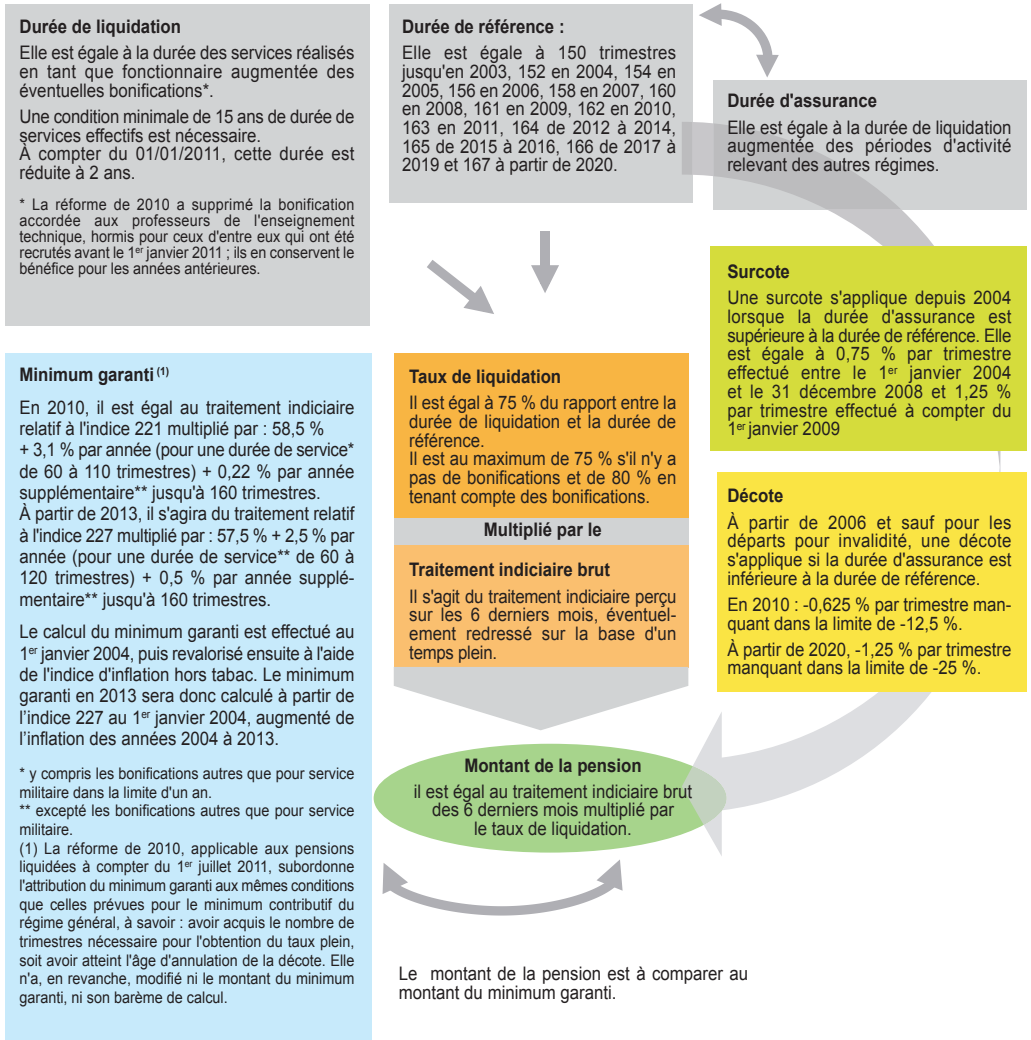 Durée de liquidation
Elle est égale à la durée des services réalisés
en tant que fonctionnaire augmentée des
éventuelles bonifications*.
Une condition minimale de 15 ans de durée de
services effectifs est nécessaire.
À compter du 01/01/2011, cette durée est
réduite à 2 ans.
* La réforme de 2010 a supprimé la bonification
accordée aux professeurs de l'enseignement
technique, hormis pour ceux d'entre eux qui ont été
recrutés avant le 1er janvier 2011 ; ils en conservent le
bénéfice pour les années antérieures.
Durée de référence :
Elle est égale à 150 trimestres
jusqu'en 2003, 152 en 2004, 154 en
2005, 156 en 2006, 158 en 2007, 160
en 2008, 161 en 2009, 162 en 2010,
163 en 2011, 164 de 2012 à 2014,
165 de 2015 à 2016, 166 de 2017 à
2019 et 167 à partir de 2020.
Durée d'assurance
Elle est égale à la durée de liquidation
augmentée des périodes d'activité
relevant des autres régimes.
Surcote
Une surcote s'applique depuis 2004
lorsque la durée d'assurance est
supérieure à la durée de référence. Elle
est égale à 0,75 % par trimestre
effectué entre le 1er janvier 2004
et le 31 décembre 2008 et 1,25 %
par trimestre effectué à compter du
1er janvier 2009
Minimum garanti (1)
En 2010, il est égal au traitement indiciaire
relatif à l'indice 221 multiplié par : 58,5 %
+ 3,1 % par année (pour une durée de service*
de 60 à 110 trimestres) + 0,22 % par année
supplémentaire** jusqu'à 160 trimestres.
À partir de 2013, il s'agira du traitement relatif
à l'indice 227 multiplié par : 57,5 % + 2,5 % par
année (pour une durée de service** de 60 à
120 trimestres) + 0,5 % par année supplé-
mentaire** jusqu'à 160 trimestres.
Le calcul du minimum garanti est effectué au
1er janvier 2004, puis revalorisé ensuite à l'aide
de l'indice d'inflation hors tabac. Le minimum
garanti en 2013 sera donc calculé à partir de
l'indice 227 au 1er janvier 2004, augmenté de
l'inflation des années 2004 à 2013.
* y compris les bonifications autres que pour service
militaire dans la limite d'un an.
** excepté les bonifications autres que pour service
militaire.
(1) La réforme de 2010, applicable aux pensions
liquidées à compter du 1er juillet 2011, subordonne
l'attribution du minimum garanti aux mêmes conditions
que celles prévues pour le minimum contributif du
régime général, à savoir : avoir acquis le nombre de
trimestres nécessaire pour l'obtention du taux plein,
soit avoir atteint l'âge d'annulation de la décote. Elle
n'a, en revanche, modifié ni le montant du minimum
garanti, ni son barème de calcul.
Taux de liquidation
Il est égal à 75 % du rapport entre la
durée de liquidation et la durée de
référence.
Il est au maximum de 75 % s'il n'y a
pas de bonifications et de 80 % en
tenant compte des bonifications.
Multiplié par le
Traitement indiciaire brut
Il s'agit du traitement indiciaire perçu
sur les 6 derniers mois, éventuel-
lement redressé sur la base d'un
temps plein.
Décote
À partir de 2006 et sauf pour les
départs pour invalidité, une décote
s'applique si la durée d'assurance est
inférieure à la durée de référence.
En 2010 : -0,625 % par trimestre man-
quant dans la limite de -12,5 %.
À partir de 2020, -1,25 % par trimestre
manquant dans la limite de -25 %.
Montant de la pension
il est égal au traitement indiciaire brut
des 6 derniers mois multiplié par
le taux de liquidation.
Le montant de la pension est à comparer au
montant du minimum garanti.